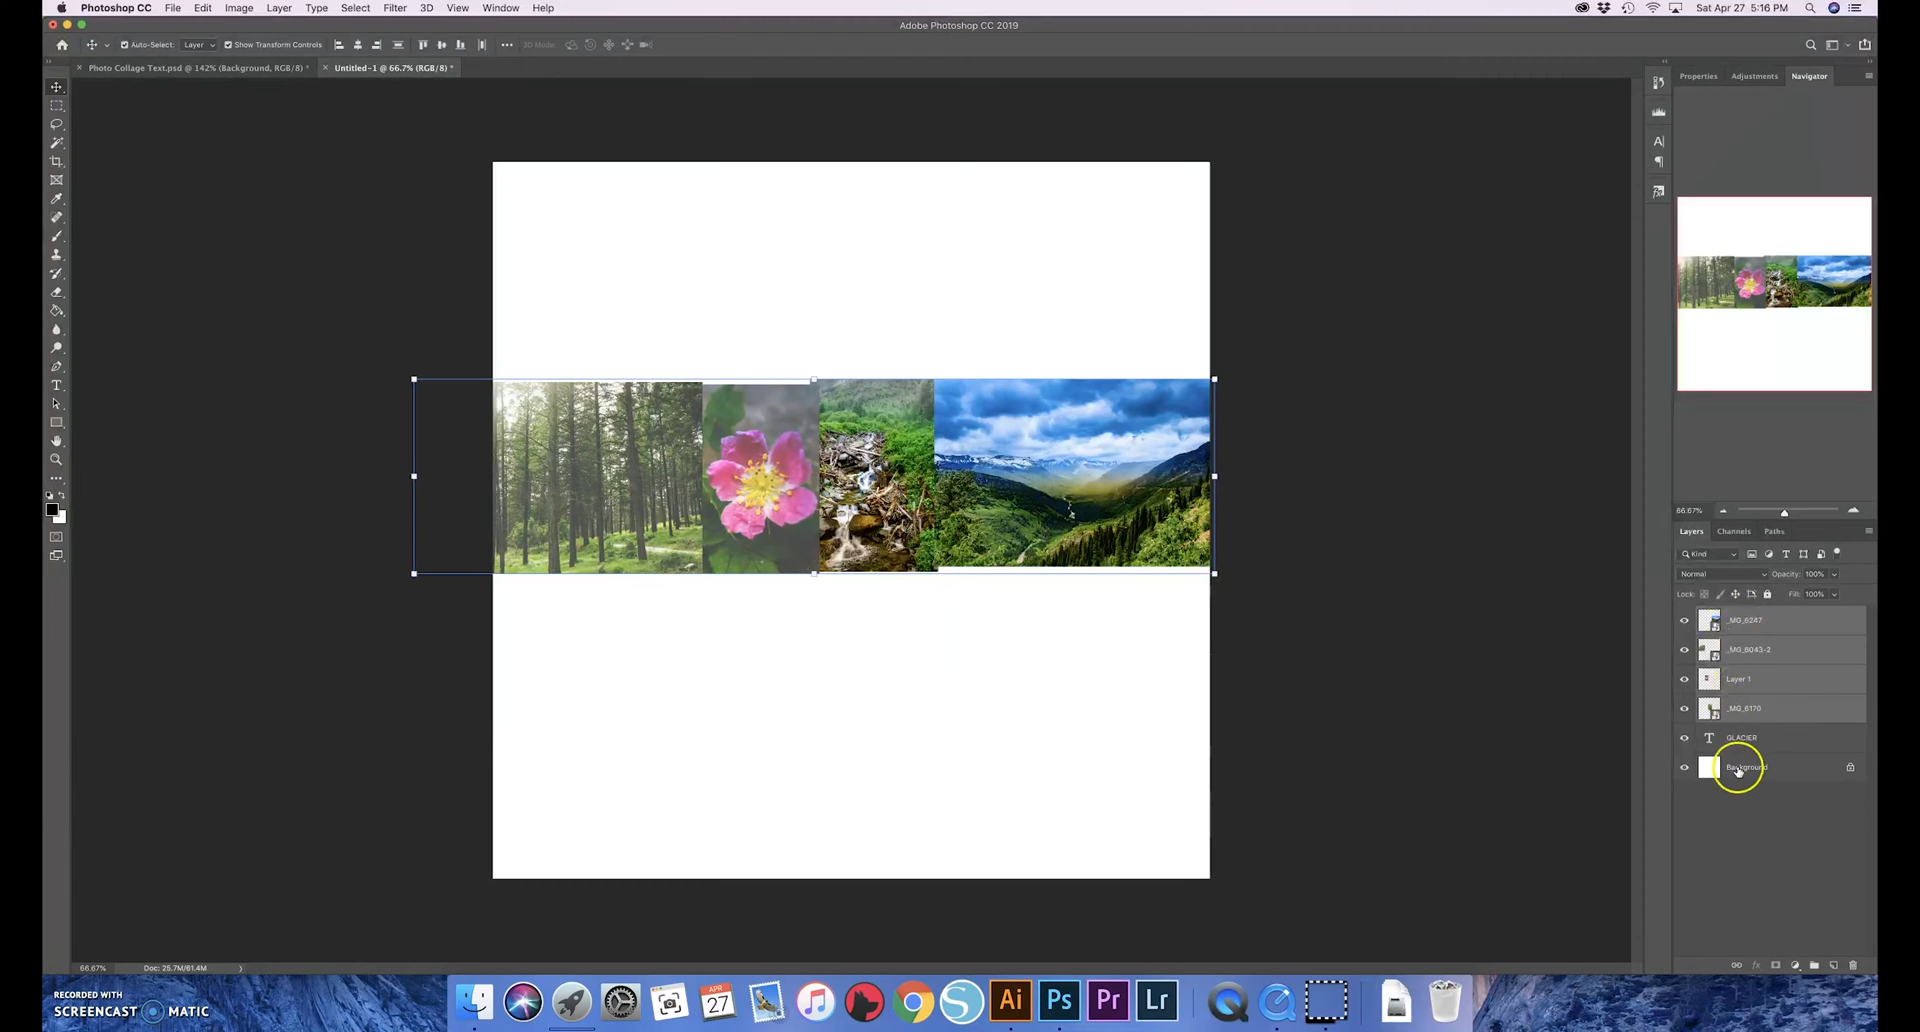 Photoshop CC File Edit Image Layer Type Select Filter 3D View Window Help Sat Apr 27 5:16 PM
Adobe Photoshop CC 2019
Auto-Select: Layer Show Transform Controls 3D Mode:
× Photo Collage Text.psd @ 142% (Background, RGB/8) * × Untitled-1 @ 66.7% (RGB/8) *
Properties Adjustments Navigator
66.67%
Layers Channels Paths
Kind
Normal Opacity: 100%
Lock: Fill: 100%
_MG_6247
_MG_6043-2
Layer 1
_MG_6170
GLACIER
Background
66.67% Doc: 25.7M/61.4M
RECORDED WITH
SCREENCAST MATIC
APR
27
Ai Ps Pr Lr